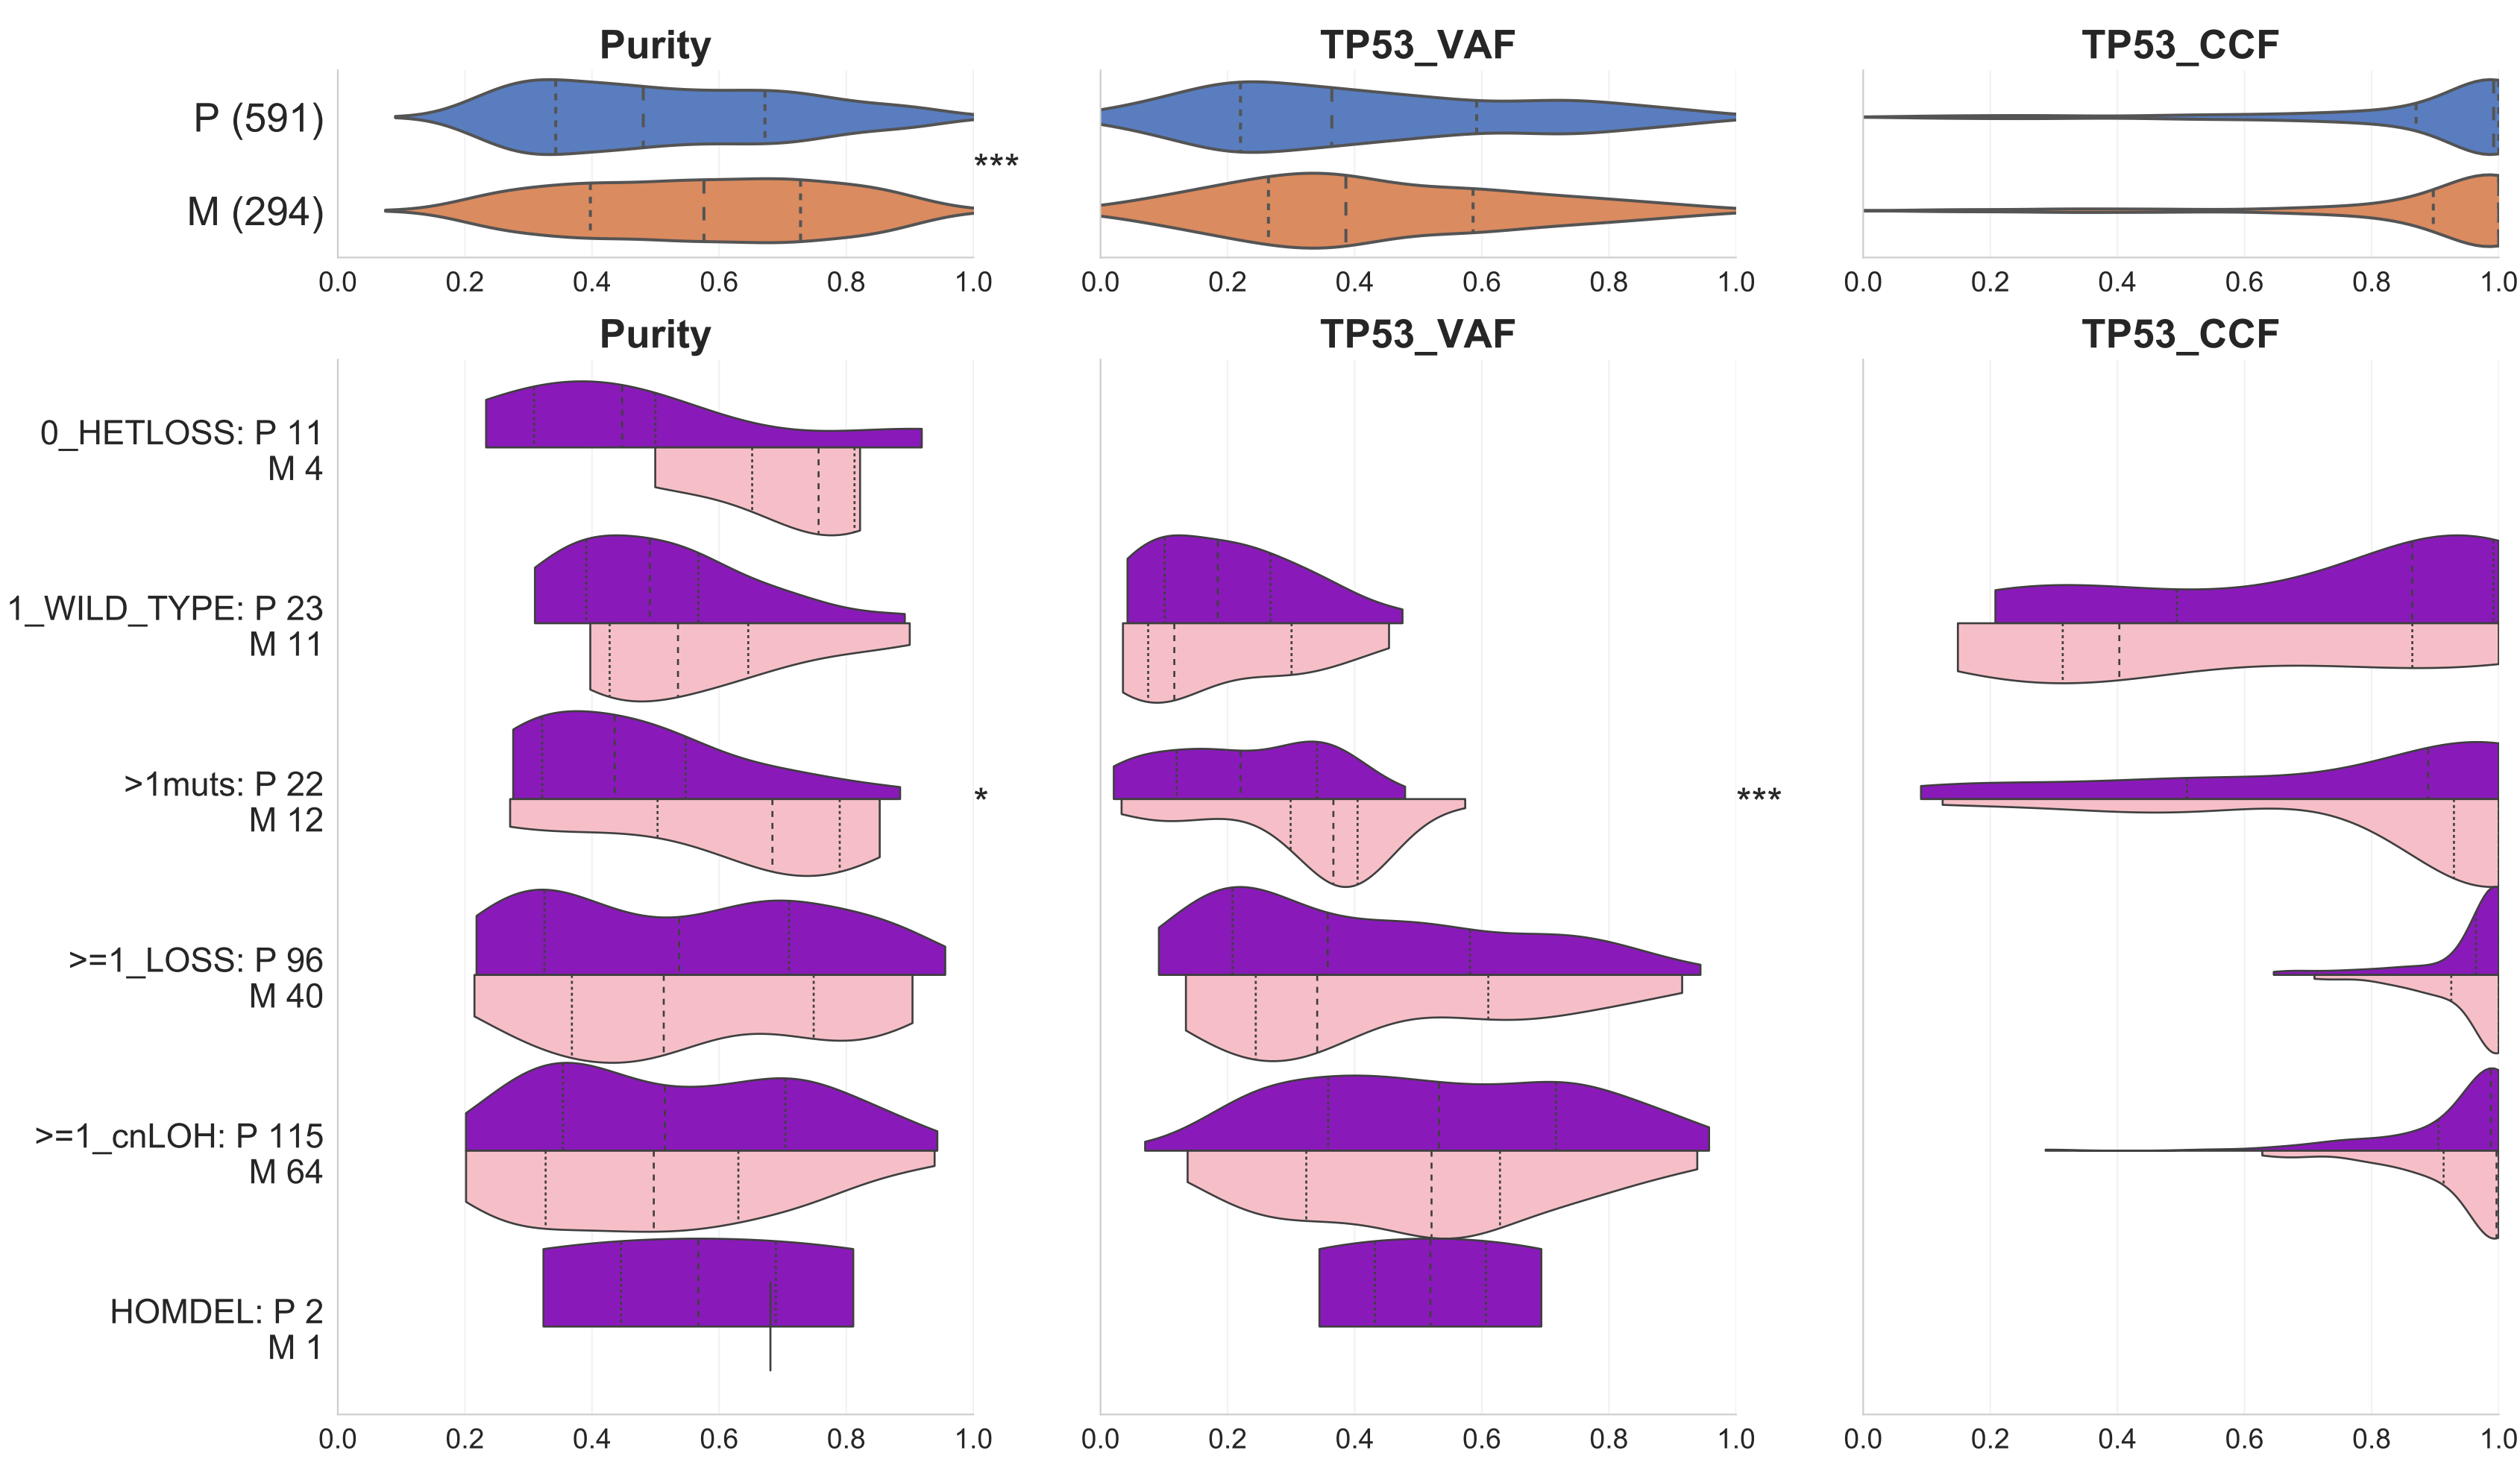 Purity TP53_VAF TP53_CCF
P (591)
***
M (294)
0.0 0.2 0.4 0.6 0.8 1.0 0.0 0.2 0.4 0.6 0.8 1.0 0.0 0.2 0.4 0.6 0.8 1.0
Purity TP53_VAF TP53_CCF
0_HETLOSS: P 11
M 4
1_WILD_TYPE: P 23
M 11
>1muts: P 22
* ***
M 12
>=1_LOSS: P 96
M 40
>=1_cnLOH: P 115
M 64
HOMDEL: P 2
M 1
0.0 0.2 0.4 0.6 0.8 1.0 0.0 0.2 0.4 0.6 0.8 1.0 0.0 0.2 0.4 0.6 0.8 1.0